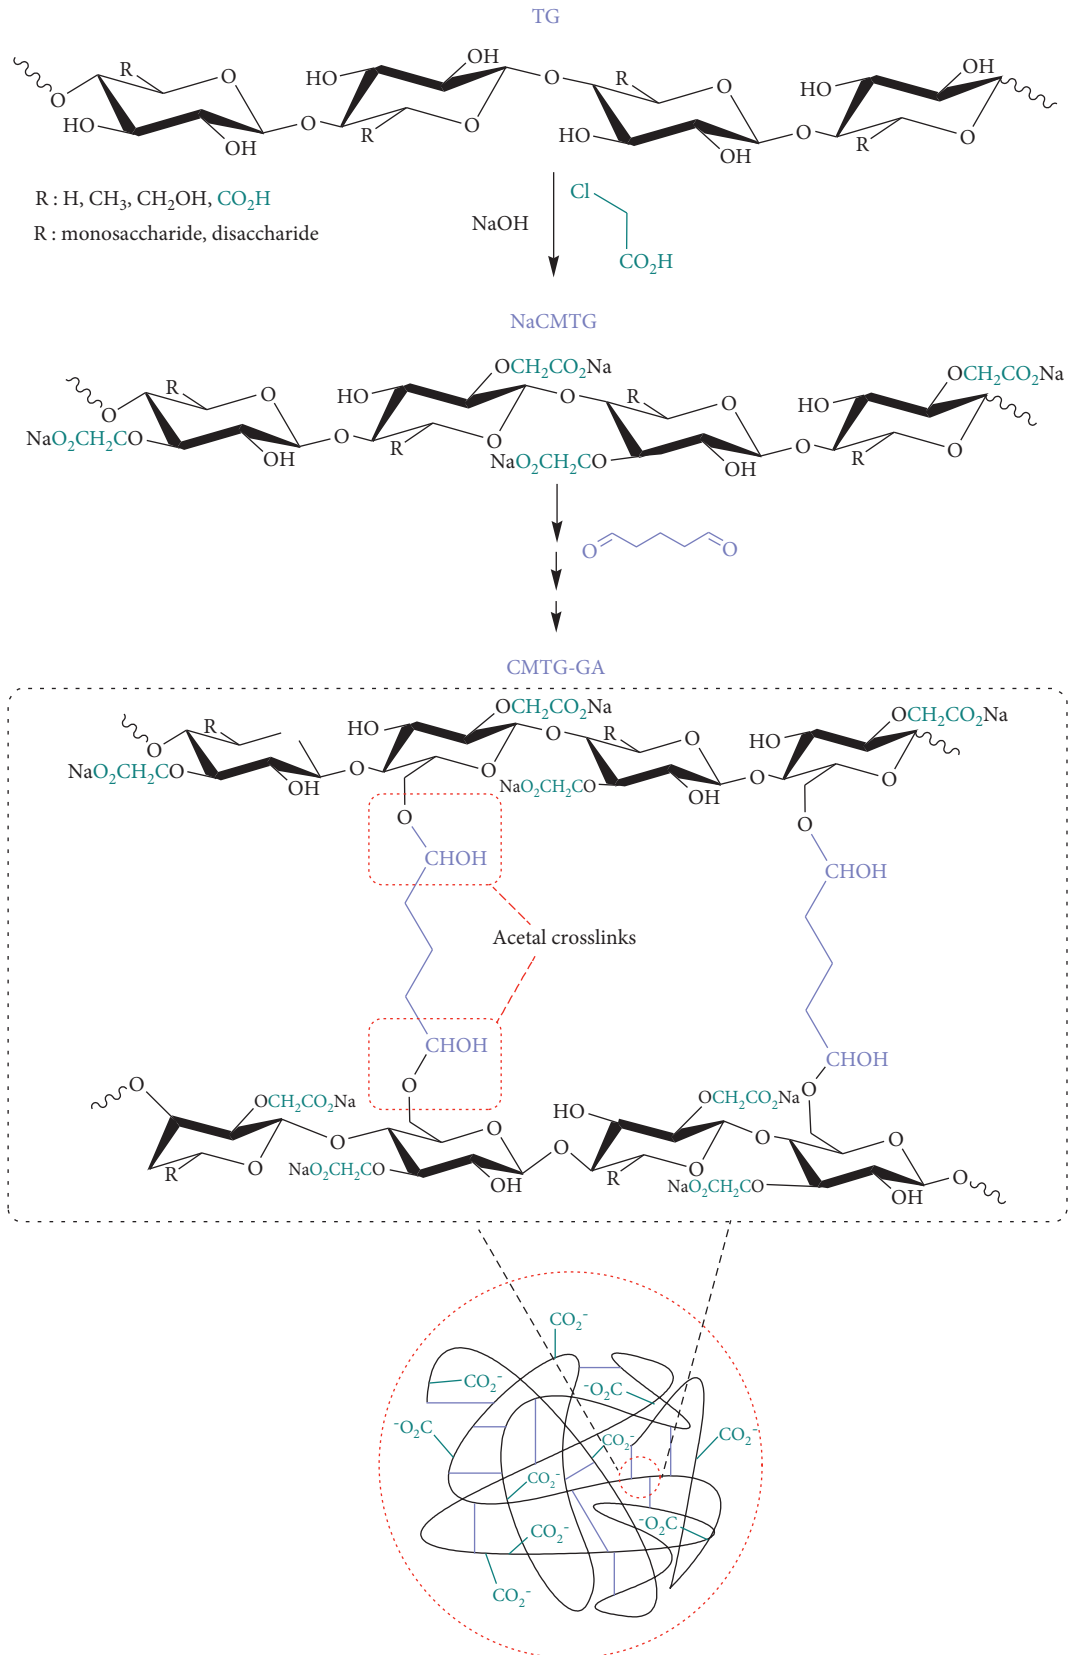 TG
R OH
O HO O R O HO OH
O HO OH O R O HO OH O R O
R : H, CH₃, CH₂OH, CO₂H
R : monosaccharide, disaccharide
NaOH
Cl
CO₂H
NaCMTG
R O HO OCH₂CO₂Na O R O HO OCH₂CO₂Na
O NaO₂CH₂CO OH O R O NaO₂CH₂CO OH O R O
O O
CMTG-GA
R HO OCH₂CO₂Na O R O HO OCH₂CO₂Na
O NaO₂CH₂CO OH O O NaO₂CH₂CO OH O O
O O
CHOH CHOH
Acetal crosslinks
CHOH CHOH
O O
O OCH₂CO₂Na O O HO OCH₂CO₂Na O O
R O NaO₂CH₂CO OH O R O NaO₂CH₂CO OH O
CO₂⁻
CO₂⁻
⁻O₂C
⁻O₂C
CO₂⁻
CO₂⁻
CO₂⁻
CO₂⁻
⁻O₂C
CO₂⁻